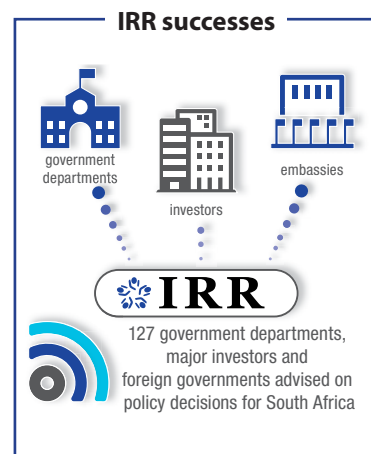 IRR successes
government
departments
investors
embassies
IRR
127 government departments,
major investors and
foreign governments advised on
policy decisions for South Africa